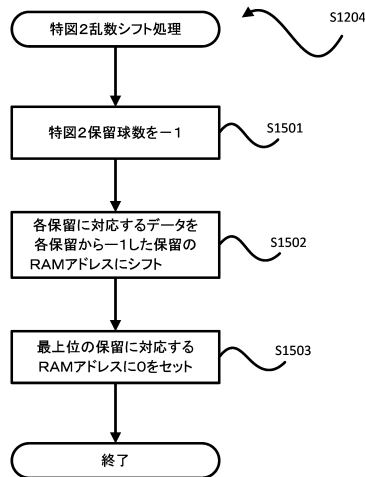 特図２乱数シフト処理
S1204
特図２保留球数を－１
S1501
各保留に対応するデータを
各保留から－１した保留の
ＲＡＭアドレスにシフト
S1502
最上位の保留に対応する
ＲＡＭアドレスに０をセット
S1503
終了